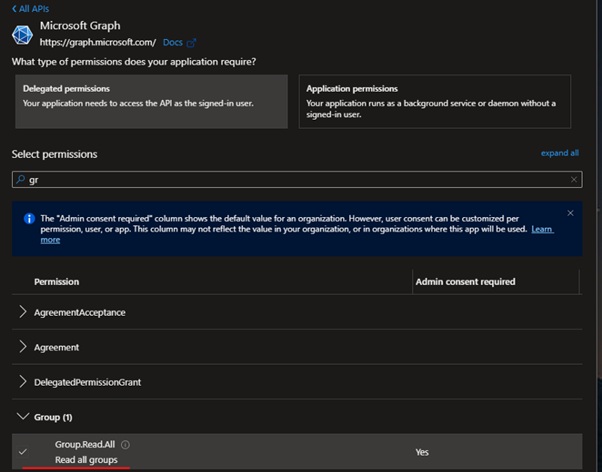 All APIs
Microsoft Graph
https://graph.microsoft.com/ Docs
What type of permissions does your application require?
Delegated permissions
Your application needs to access the API as the signed-in user.
Application permissions
Your application runs as a background service or daemon without a
signed-in user.
Select permissions
expand all
gr
The "Admin consent required" column shows the default value for an organization. However, user consent can be customized per
permission, user, or app. This column may not reflect the value in your organization, or in organizations where this app will be used. Learn
more
Permission
Admin consent required
AgreementAcceptance
Agreement
DelegatedPermissionGrant
Group (1)
Group.Read.All
Read all groups
Yes